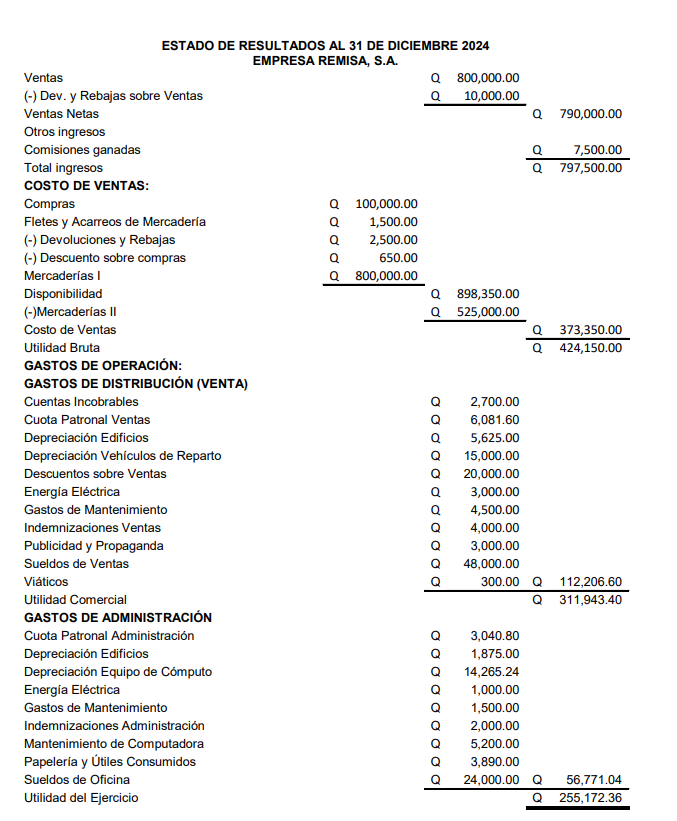 ESTADO DE RESULTADOS AL 31 DE DICIEMBRE 2024
EMPRESA REMISA, S.A.
Ventas Q 800,000.00
(-) Dev. y Rebajas sobre Ventas Q 10,000.00
Ventas Netas Q 790,000.00
Otros ingresos
Comisiones ganadas Q 7,500.00
Total ingresos Q 797,500.00
COSTO DE VENTAS:
Compras Q 100,000.00
Fletes y Acarreos de Mercadería Q 1,500.00
(-) Devoluciones y Rebajas Q 2,500.00
(-) Descuento sobre compras Q 650.00
Mercaderías I Q 800,000.00
Disponibilidad Q 898,350.00
(-)Mercaderías II Q 525,000.00
Costo de Ventas Q 373,350.00
Utilidad Bruta Q 424,150.00
GASTOS DE OPERACIÓN:
GASTOS DE DISTRIBUCIÓN (VENTA)
Cuentas Incobrables Q 2,700.00
Cuota Patronal Ventas Q 6,081.60
Depreciación Edificios Q 5,625.00
Depreciación Vehículos de Reparto Q 15,000.00
Descuentos sobre Ventas Q 20,000.00
Energía Eléctrica Q 3,000.00
Gastos de Mantenimiento Q 4,500.00
Indemnizaciones Ventas Q 4,000.00
Publicidad y Propaganda Q 3,000.00
Sueldos de Ventas Q 48,000.00
Viáticos Q 300.00 Q 112,206.60
Utilidad Comercial Q 311,943.40
GASTOS DE ADMINISTRACIÓN
Cuota Patronal Administración Q 3,040.80
Depreciación Edificios Q 1,875.00
Depreciación Equipo de Cómputo Q 14,265.24
Energía Eléctrica Q 1,000.00
Gastos de Mantenimiento Q 1,500.00
Indemnizaciones Administración Q 2,000.00
Mantenimiento de Computadora Q 5,200.00
Papelería y Útiles Consumidos Q 3,890.00
Sueldos de Oficina Q 24,000.00 Q 56,771.04
Utilidad del Ejercicio Q 255,172.36